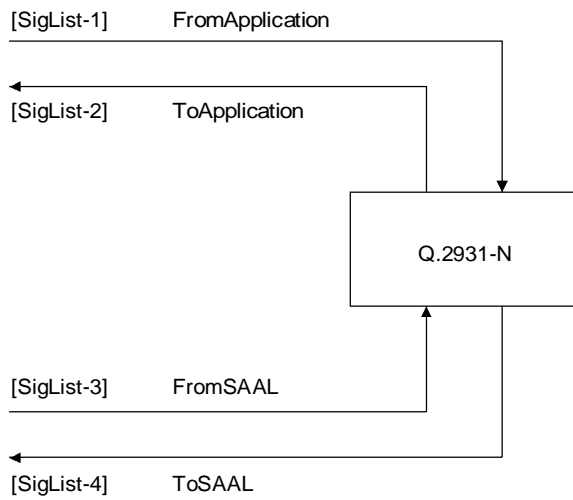 [SigList-1] FromApplication
[SigList-2] ToApplication
Q.2931-N
[SigList-3] FromSAAL
[SigList-4] ToSAAL